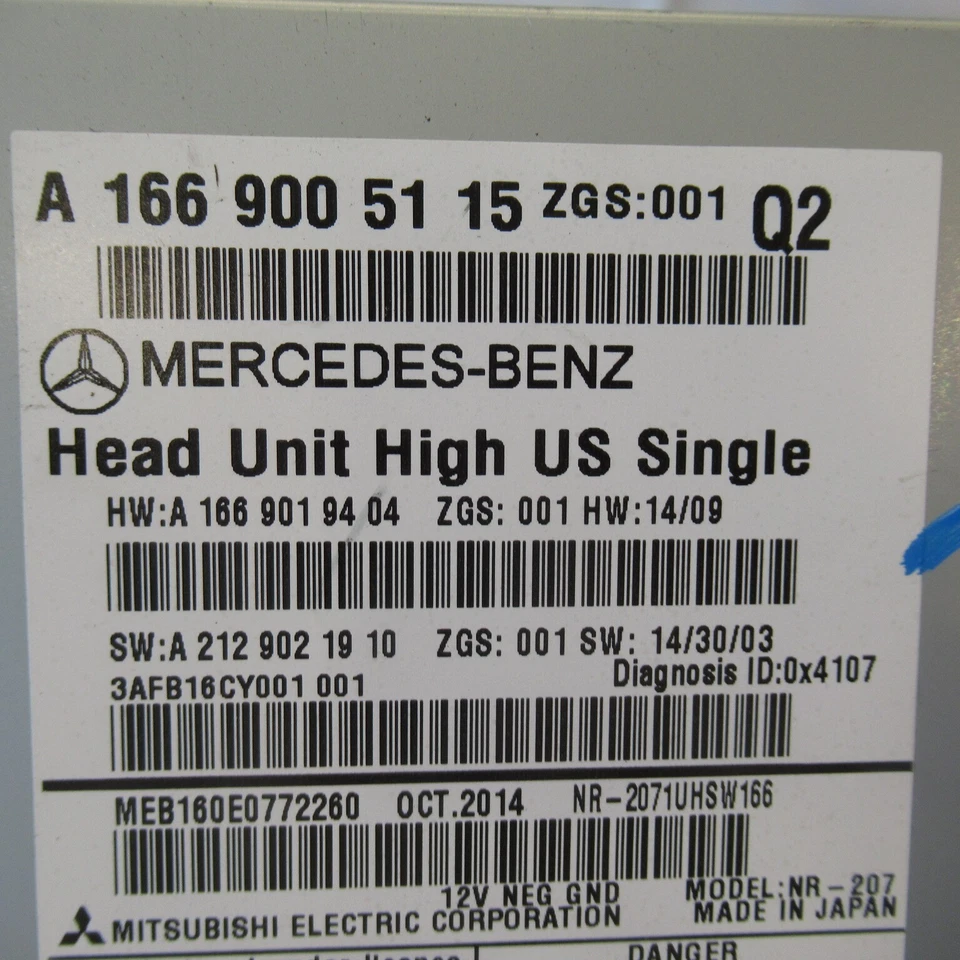 A 166 900 51 15 ZGS:001 Q2
MERCEDES-BENZ
Head Unit High US Single
HW:A 166 901 94 04 ZGS: 001 HW:14/09
SW:A 212 902 19 10 ZGS: 001 SW: 14/30/03
3AFB16CY001 001 Diagnosis ID:0x4107
MEB160E0772260 OCT.2014 NR-2071UHSW166
12V NEG GND MODEL:NR-207
MITSUBISHI ELECTRIC CORPORATION MADE IN JAPAN
DANGER